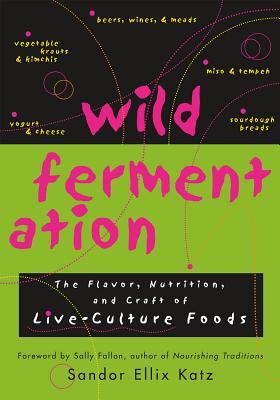 beers, wines, & meads
vegetable
krauts
& kimchis
miso & tempeh
yogurt
& cheese
sourdough
breads
wild
ferment
ation
The Flavor, Nutrition,
and Craft of
Live-Culture Foods
Foreword by Sally Fallon, author of Nourishing Traditions
Sandor Ellix Katz